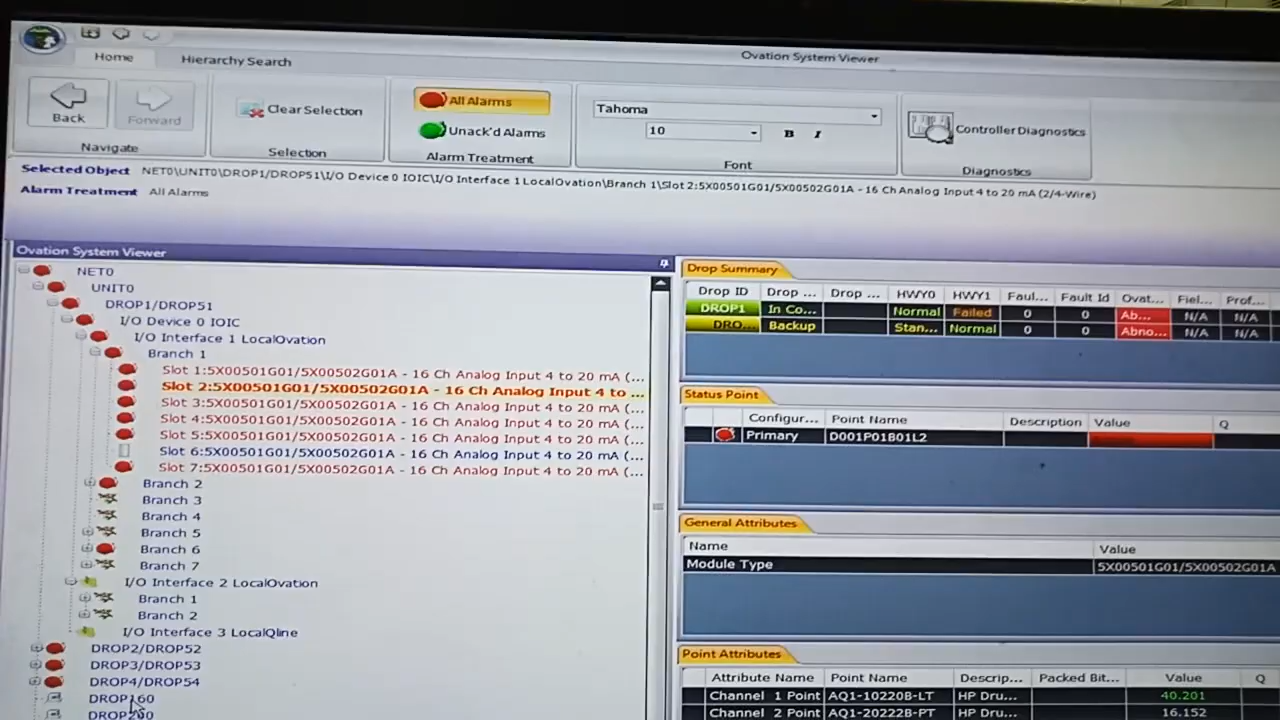 Ovation System Viewer
Home
Hierarchy Search
Back
Forward
Navigate
Clear Selection
Selection
All Alarms
Unack'd Alarms
Alarm Treatment
Tahoma
10
B I
Font
Controller Diagnostics
Diagnostics
Selected Object NET0\UNIT0\DROP1/DROP51\I/O Device 0 IOIC\I/O Interface 1 LocalOvation\Branch 1\Slot 2:5X00501G01/5X00502G01A - 16 Ch Analog Input 4 to 20 mA (2/4-Wire)
Alarm Treatment All Alarms
Ovation System Viewer
NET0
UNIT0
DROP1/DROP51
I/O Device 0 IOIC
I/O Interface 1 LocalOvation
Branch 1
Slot 1:5X00501G01/5X00502G01A - 16 Ch Analog Input 4 to 20 mA (...
Slot 2:5X00501G01/5X00502G01A - 16 Ch Analog Input 4 to ...
Slot 3:5X00501G01/5X00502G01A - 16 Ch Analog Input 4 to 20 mA (...
Slot 4:5X00501G01/5X00502G01A - 16 Ch Analog Input 4 to 20 mA (...
Slot 5:5X00501G01/5X00502G01A - 16 Ch Analog Input 4 to 20 mA (...
Slot 6:5X00501G01/5X00502G01A - 16 Ch Analog Input 4 to 20 mA (...
Slot 7:5X00501G01/5X00502G01A - 16 Ch Analog Input 4 to 20 mA (...
Branch 2
Branch 3
Branch 4
Branch 5
Branch 6
Branch 7
I/O Interface 2 LocalOvation
Branch 1
Branch 2
I/O Interface 3 LocalQline
DROP2/DROP52
DROP3/DROP53
DROP4/DROP54
DROP160
Drop Summary
Drop ID Drop ... Drop ... HWY0 HWY1 Faul... Fault Id Ovat... Fiel... Prof...
DROP1 In Co... Normal Failed 0 0 Ab... N/A N/A
DRO... Backup Stan... Normal 0 0 Abno... N/A N/A
Status Point
Configur... Point Name Description Value Q
Primary D001P01B01L2
General Attributes
Name Value
Module Type 5X00501G01/5X00502G01A
Point Attributes
Attribute Name Point Name Descrip... Packed Bit... Value Q
Channel 1 Point AQ1-10220B-LT HP Dru... 40.201
Channel 2 Point AQ1-20222B-PT HP Dru... 16.152